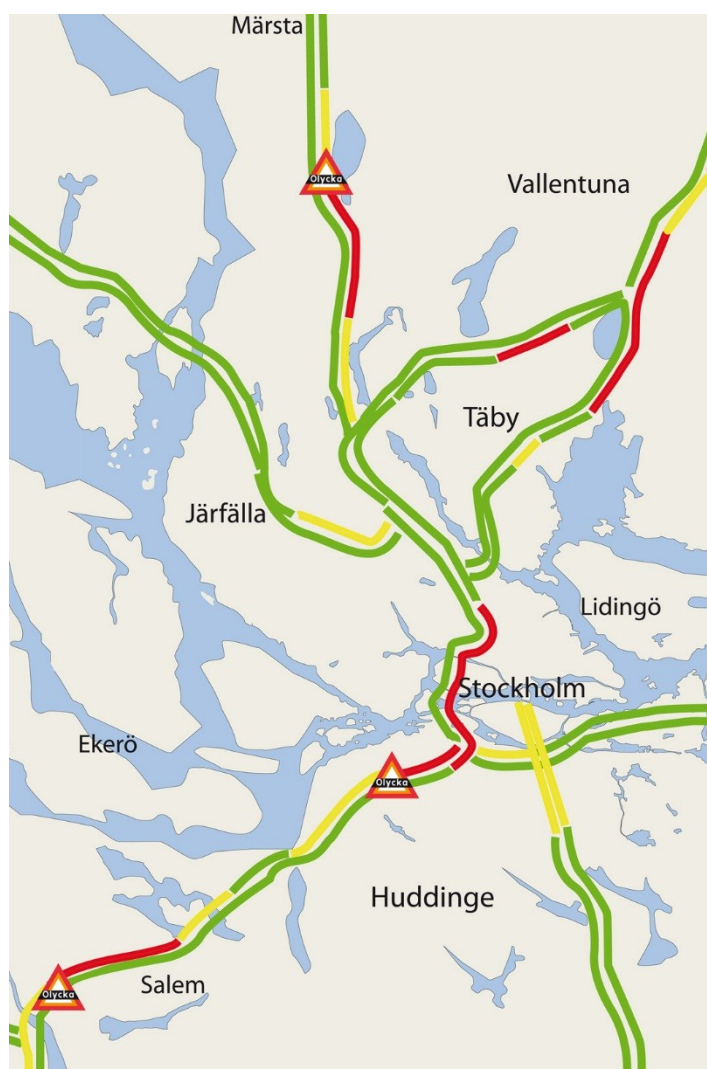 Märsta
Olycka
Vallentuna
Täby
Järfälla
Lidingö
Stockholm
Ekerö
Olycka
Huddinge
Salem
Olycka